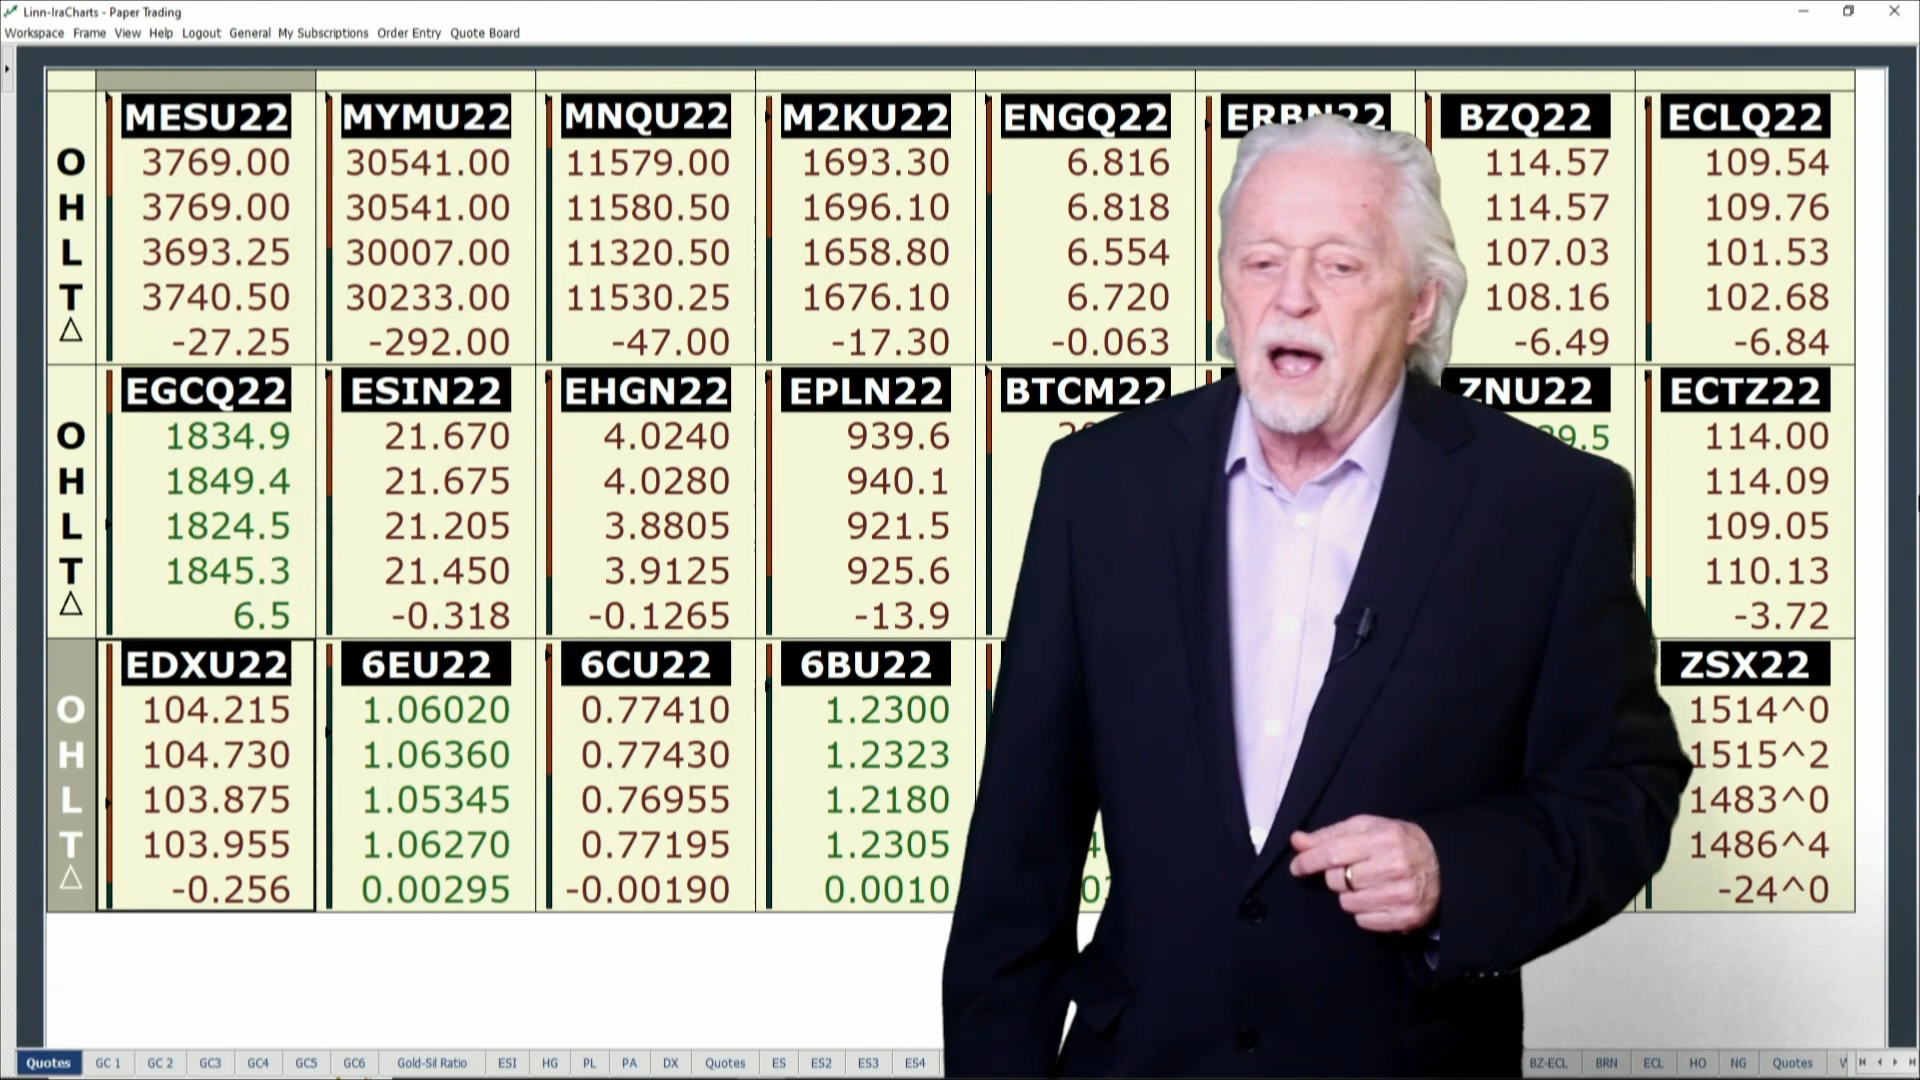 Linn-IraCharts - Paper Trading
Workspace Frame View Help Logout General My Subscriptions Order Entry Quote Board
MESU22 MYMU22 MNQU22 M2KU22 ENGQ22 ERBN22 BZQ22 ECLQ22
O 3769.00 30541.00 11579.00 1693.30 6.816 114.57 109.54
H 3769.00 30541.00 11580.50 1696.10 6.818 114.57 109.76
L 3693.25 30007.00 11320.50 1658.80 6.554 107.03 101.53
T 3740.50 30233.00 11530.25 1676.10 6.720 108.16 102.68
△ -27.25 -292.00 -47.00 -17.30 -0.063 -6.49 -6.84
EGCQ22 ESIN22 EHGN22 EPLN22 BTCM22 ZNU22 ECTZ22
O 1834.9 21.670 4.0240 939.6 114.00
H 1849.4 21.675 4.0280 940.1 114.09
L 1824.5 21.205 3.8805 921.5 109.05
T 1845.3 21.450 3.9125 925.6 110.13
△ 6.5 -0.318 -0.1265 -13.9 -3.72
EDXU22 6EU22 6CU22 6BU22 ZSX22
O 104.215 1.06020 0.77410 1.2300 1514^0
H 104.730 1.06360 0.77430 1.2323 1515^2
L 103.875 1.05345 0.76955 1.2180 1483^0
T 103.955 1.06270 0.77195 1.2305 1486^4
△ -0.256 0.00295 -0.00190 0.0010 -24^0
Quotes GC 1 GC 2 GC3 GC4 GC5 GC6 Gold-Sil Ratio ESI HG PL PA DX Quotes ES ES2 ES3 ES4 BZ-ECL BRN ECL HO NG Quotes